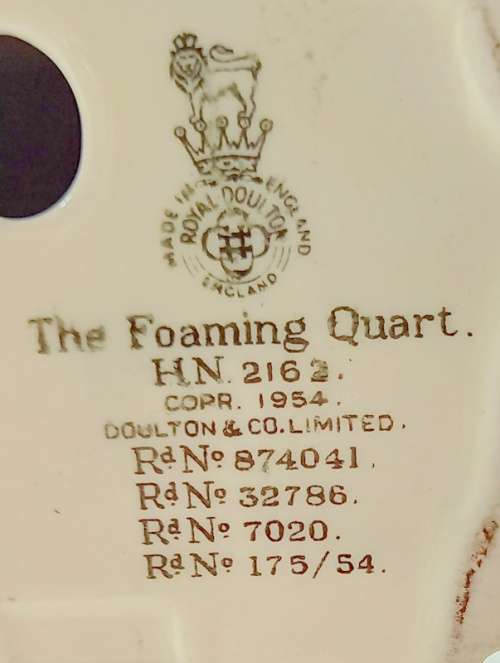 MADE IN ENGLAND
ROYAL DOULTON
ENGLAND
The Foaming Quart.
H.N. 2162.
COPR. 1954.
DOULTON & CO. LIMITED.
Rd No 874041.
Rd No 32786.
Rd No 7020.
Rd No 175/54.